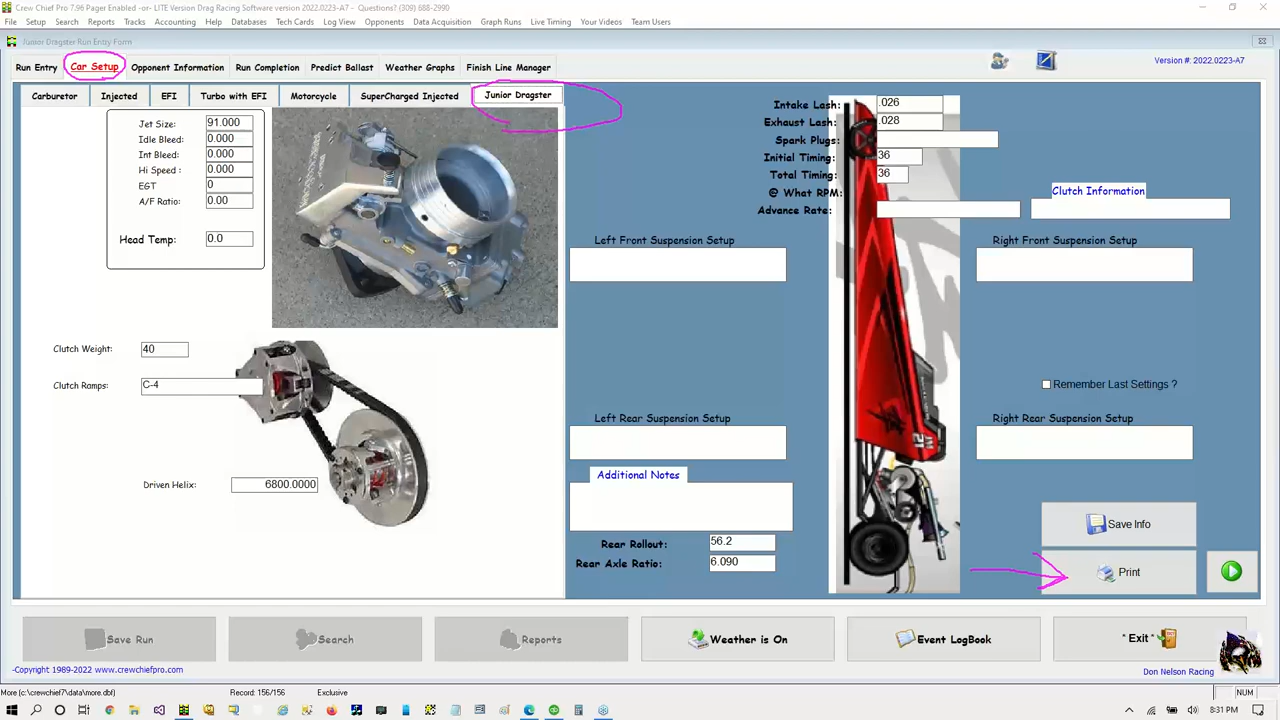 Crew Chief Pro 7.96 Pager Enabled -or- LITE Version Drag Racing Software version 2022.0223-A7 - Questions? (309) 688-2990
File Setup Search Reports Tracks Accounting Help Databases Tech Cards Log View Opponents Data Acquisition Graph Runs Live Timing Your Videos Team Users
Junior Dragster Run Entry Form
Run Entry Car Setup Opponent Information Run Completion Predict Ballast Weather Graphs Finish Line Manager
Version #: 2022.0223-A7
Carburetor Injected EFI Turbo with EFI Motorcycle SuperCharged Injected Junior Dragster
Jet Size: 91.000
Idle Bleed: 0.000
Int Bleed: 0.000
Hi Speed : 0.000
EGT 0
A/F Ratio: 0.00
Head Temp: 0.0
Intake Lash: .026
Exhaust Lash: .028
Spark Plugs:
Initial Timing: 36
Total Timing: 36
@ What RPM:
Advance Rate:
Clutch Information
Left Front Suspension Setup
Right Front Suspension Setup
Clutch Weight: 40
Clutch Ramps: C-4
Driven Helix: 6800.0000
Remember Last Settings ?
Left Rear Suspension Setup
Right Rear Suspension Setup
Additional Notes
Rear Rollout: 56.2
Rear Axle Ratio: 6.090
Save Info
Print
Save Run Search Reports Weather is On Event LogBook * Exit *
-Copyright 1989-2022 www.crewchiefpro.com
Don Nelson Racing
More (c:\crewchief7\data\more.dbf) Record: 156/156 Exclusive NUM
8:31 PM